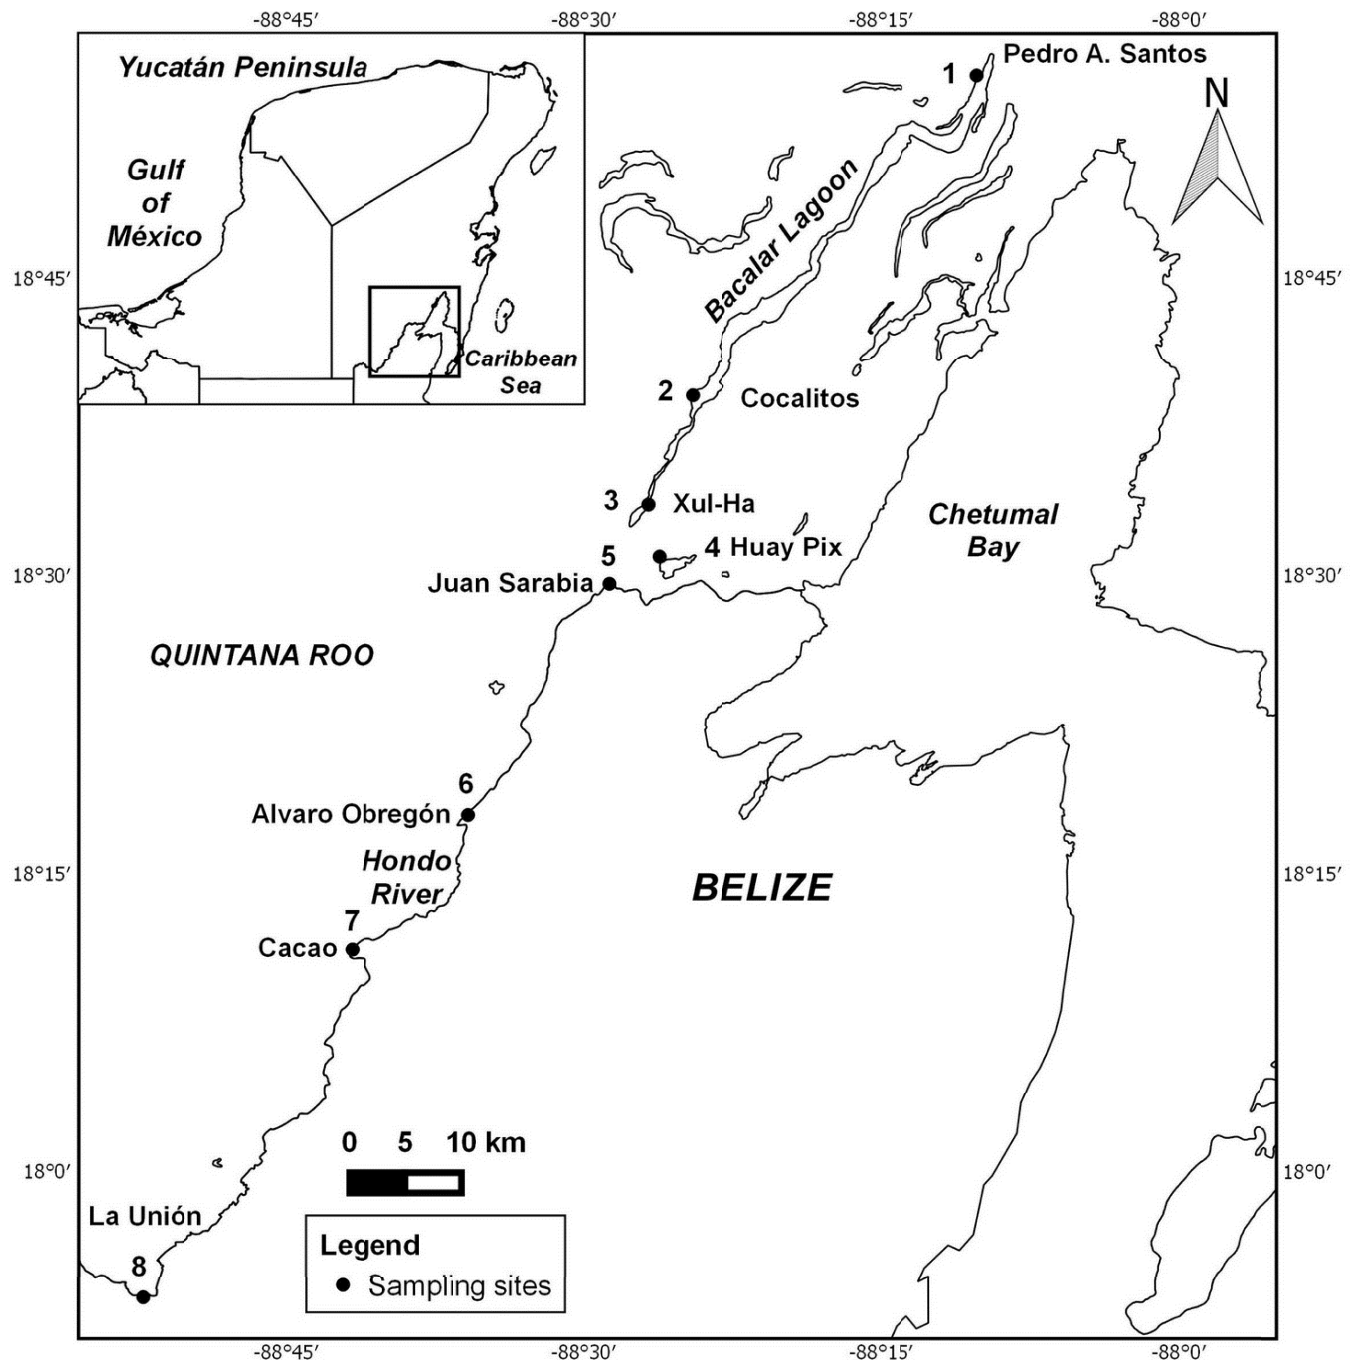 -88°45′ -88°30′ -88°15′ -88°0′
Yucatán Peninsula
Gulf
of
México
Caribbean
Sea
1 Pedro A. Santos
N
Bacalar Lagoon
18°45′ 18°45′
2 Cocalitos
3 Xul-Ha
Chetumal
Bay
4 Huay Pix
5
Juan Sarabia
18°30′ 18°30′
QUINTANA ROO
6
Alvaro Obregón
Hondo
River
18°15′ 18°15′
BELIZE
7
Cacao
0 5 10 km
18°0′ 18°0′
La Unión
8
Legend
Sampling sites
-88°45′ -88°30′ -88°15′ -88°0′